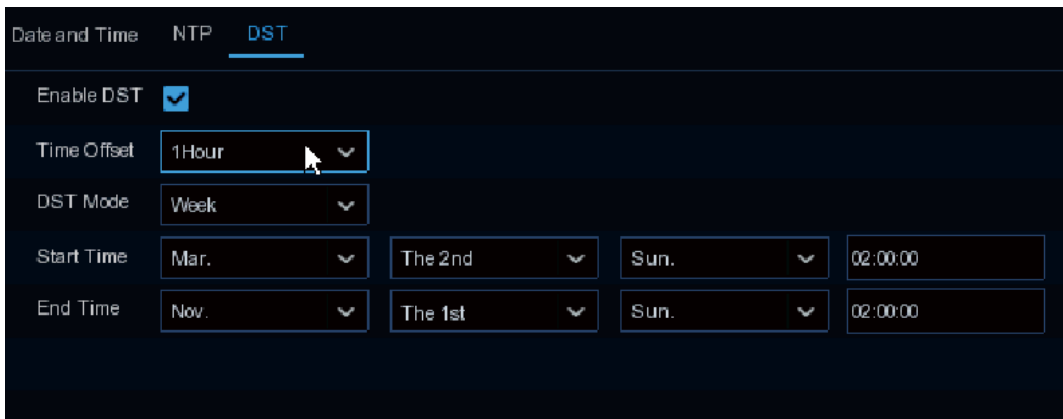 Date and Time NTP DST
Enable DST
Time Offset 1Hour
DST Mode Week
Start Time Mar. The 2nd Sun. 02:00:00
End Time Nov. The 1st Sun. 02:00:00